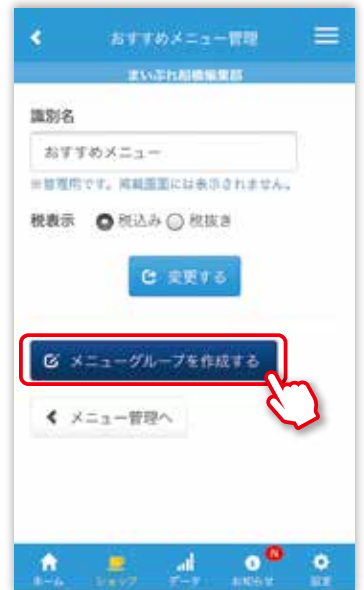 おすすめメニュー管理
まいぷれ船橋編集部
識別名
おすすめメニュー
※管理用です。掲載画面には表示されません。
税表示 税込み 税抜き
変更する
メニューグループを作成する
メニュー管理へ
N
ホーム ショップ データ お知らせ 設定